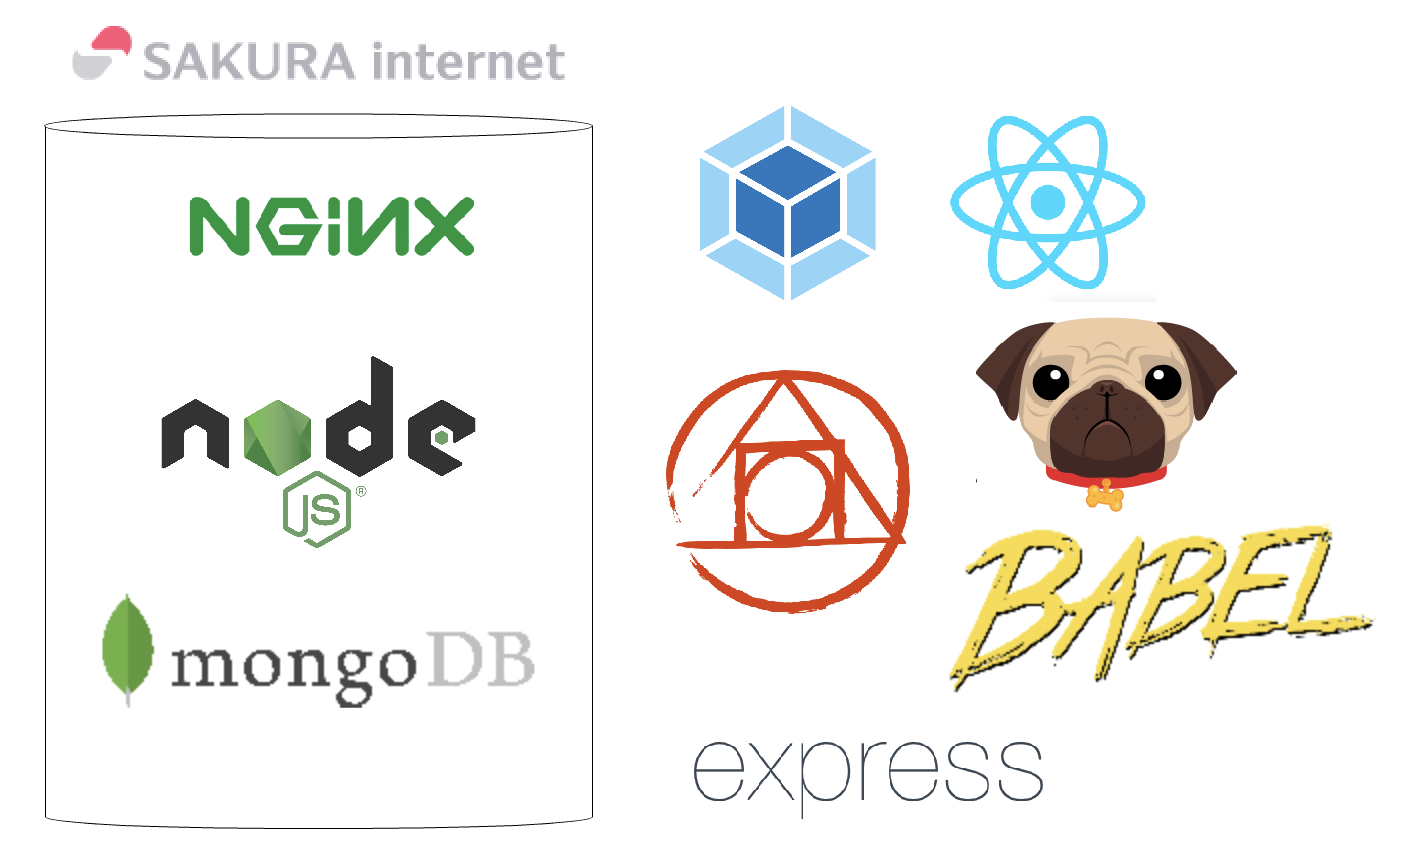 SAKURA internet
NGiNX
node
JS®
mongoDB
BABEL
express